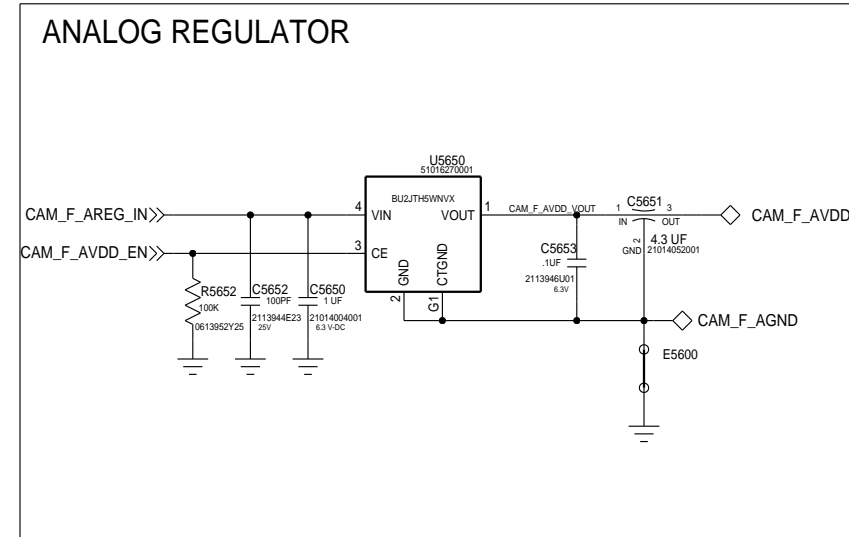 ANALOG REGULATOR
U5650
51016270001
BU2JTH5WNVX
CAM_F_AREG_IN
4
VIN
VOUT
1
CAM_F_AVDD_VOUT
C5651
1
3
IN
OUT
CAM_F_AVDD
CAM_F_AVDD_EN
3
CE
GND
CTGND
2
G1
C5653
.1UF
2113946U01
6.3V
2
GND
4.3 UF
21014052001
R5652
100K
0613952Y25
C5652
100PF
2113944E23
25V
C5650
1 UF
21014004001
6.3 V-DC
CAM_F_AGND
E5600